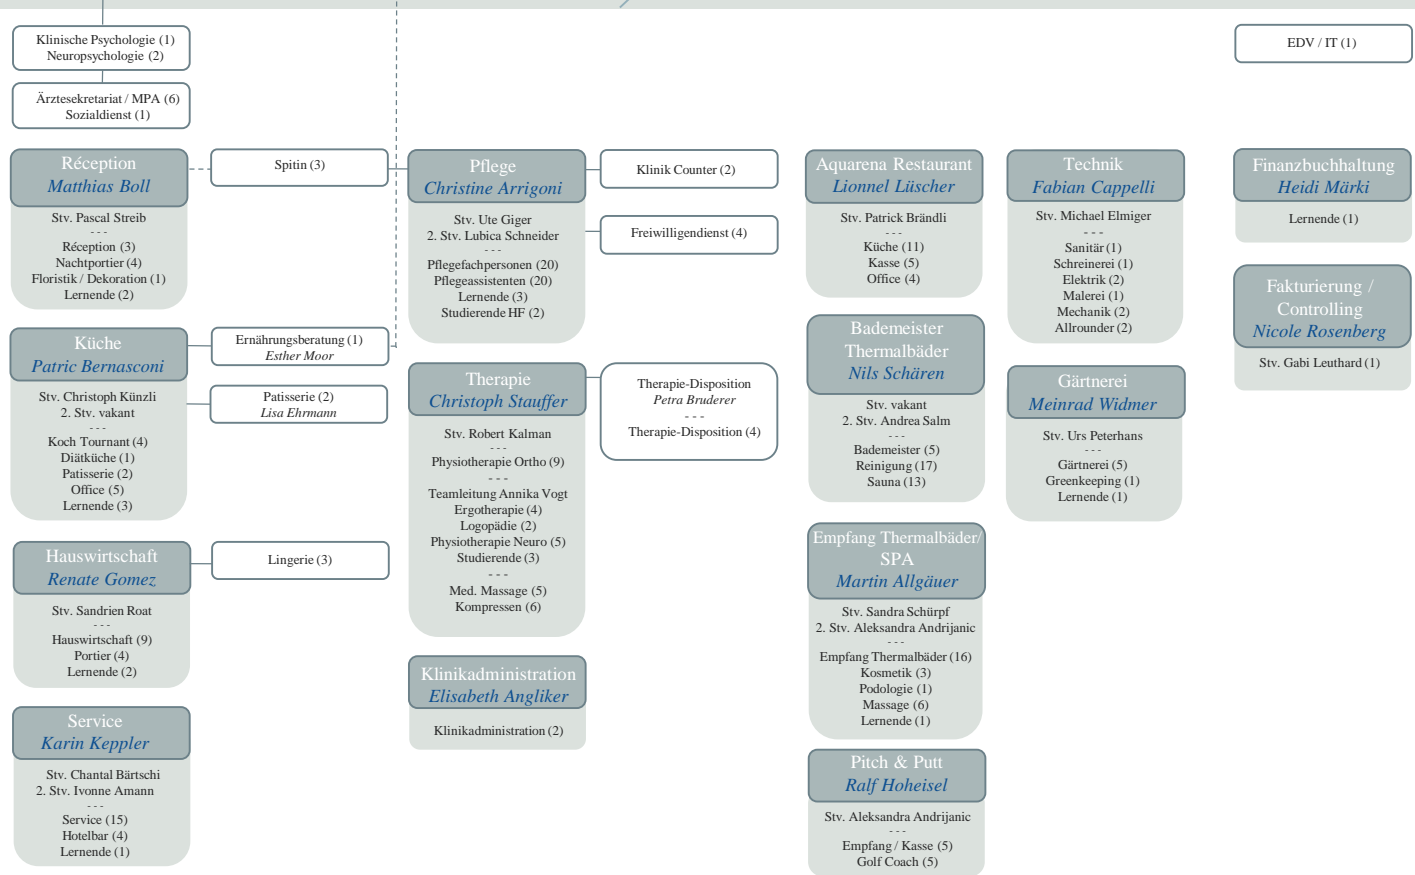 Klinische Psychologie (1)
Neuropsychologie (2)
Ärztesekretariat / MPA (6)
Sozialdienst (1)
Réception
Matthias Boll
Stv. Pascal Streib
- - -
Réception (3)
Nachtportier (4)
Floristik / Dekoration (1)
Lernende (2)
Küche
Patric Bernasconi
Stv. Christoph Künzli
2. Stv. vakant
- - -
Koch Tournant (4)
Diätküche (1)
Patisserie (2)
Office (5)
Lernende (3)
Hauswirtschaft
Renate Gomez
Stv. Sandrien Roat
- - -
Hauswirtschaft (9)
Portier (4)
Lernende (2)
Service
Karin Keppler
Stv. Chantal Bärtschi
2. Stv. Ivonne Amann
- - -
Service (15)
Hotelbar (4)
Lernende (1)
Spitin (3)
Ernährungsberatung (1)
Esther Moor
Patisserie (2)
Lisa Ehrmann
Lingerie (3)
Pflege
Christine Arrigoni
Stv. Ute Giger
2. Stv. Lubica Schneider
- - -
Pflegefachpersonen (20)
Pflegeassistenten (20)
Lernende (3)
Studierende HF (2)
Therapie
Christoph Stauffer
Stv. Robert Kalman
- - -
Physiotherapie Ortho (9)
- - -
Teamleitung Annika Vogt
Ergotherapie (4)
Logopädie (2)
Physiotherapie Neuro (5)
Studierende (3)
- - -
Med. Massage (5)
Kompressen (6)
Klinikadministration
Elisabeth Angliker
Klinikadministration (2)
Klinik Counter (2)
Freiwilligendienst (4)
Therapie-Disposition
Petra Bruderer
- - -
Therapie-Disposition (4)
Aquarena Restaurant
Lionnel Lüscher
Stv. Patrick Brändli
- - -
Küche (11)
Kasse (5)
Office (4)
Bademeister
Thermalbäder
Nils Schären
Stv. vakant
2. Stv. Andrea Salm
- - -
Bademeister (5)
Reinigung (17)
Sauna (13)
Empfang Thermalbäder/
SPA
Martin Allgäuer
Stv. Sandra Schürpf
2. Stv. Aleksandra Andrijanic
- - -
Empfang Thermalbäder (16)
Kosmetik (3)
Podologie (1)
Massage (6)
Lernende (1)
Pitch & Putt
Ralf Hoheisel
Stv. Aleksandra Andrijanic
- - -
Empfang / Kasse (5)
Golf Coach (5)
Technik
Fabian Cappelli
Stv. Michael Elmiger
- - -
Sanitär (1)
Schreinerei (1)
Elektrik (2)
Malerei (1)
Mechanik (2)
Allrounder (2)
Gärtnerei
Meinrad Widmer
Stv. Urs Peterhans
- - -
Gärtnerei (5)
Greenkeeping (1)
Lernende (1)
EDV / IT (1)
Finanzbuchhaltung
Heidi Märki
Lernende (1)
Fakturierung /
Controlling
Nicole Rosenberg
Stv. Gabi Leuthard (1)